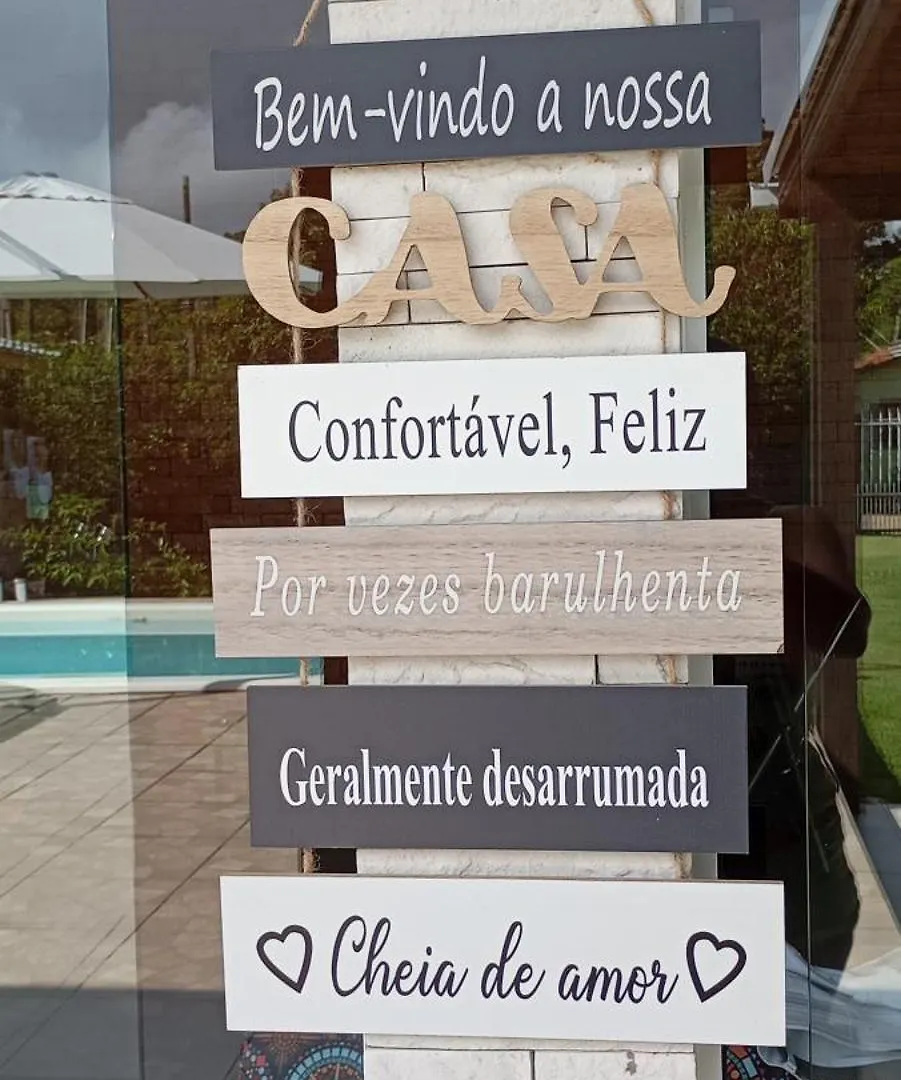 Bem-vindo a nossa
CASA
Confortável, Feliz
Por vezes barulhenta
Geralmente desarrumada
Cheia de amor